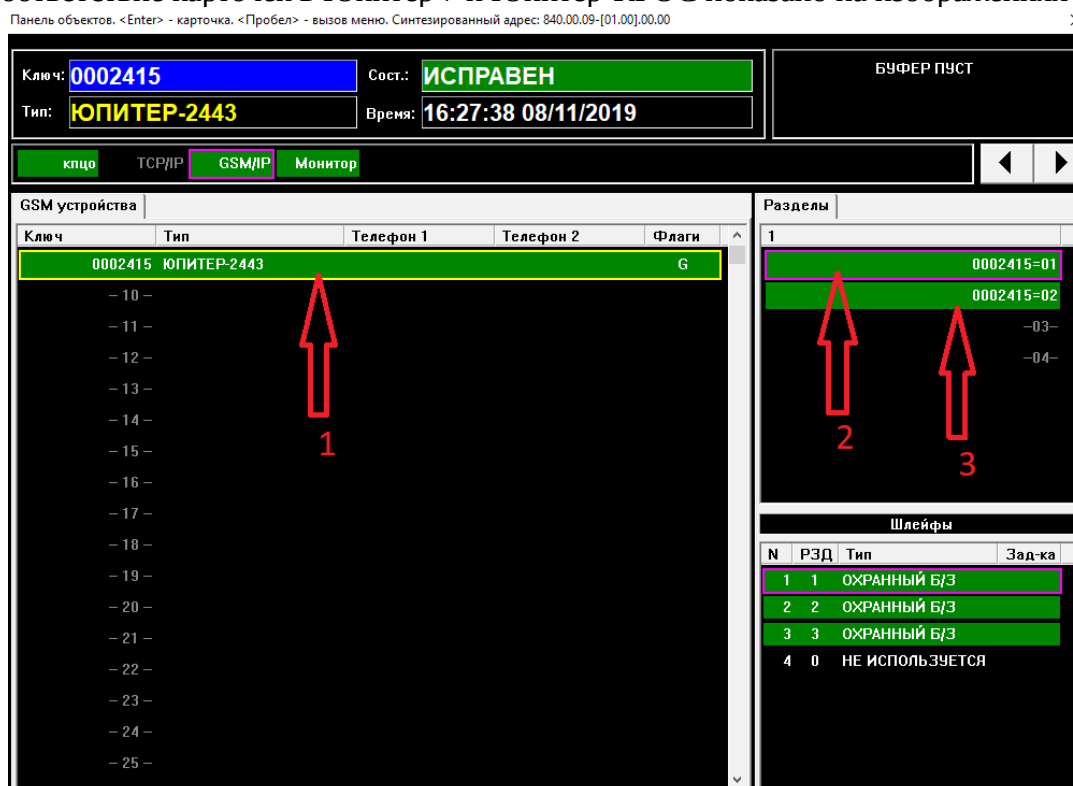 Панель объектов. <Enter> - карточка. <Пробел> - вызов меню. Синтезированный адрес: 840.00.09-[01.00].00.00
Ключ: 0002415 Сост.: ИСПРАВЕН
Тип: ЮПИТЕР-2443 Время: 16:27:38 08/11/2019
БУФЕР ПУСТ
кпцо TCP/IP GSM/IP Монитор
GSM устройства
Ключ Тип Телефон 1 Телефон 2 Флаги
0002415 ЮПИТЕР-2443 G
– 10 –
– 11 –
– 12 –
– 13 –
– 14 –
– 15 –
– 16 –
– 17 –
– 18 –
– 19 –
– 20 –
– 21 –
– 22 –
– 23 –
– 24 –
– 25 –
1
Разделы
1
0002415=01
0002415=02
–03–
–04–
2
3
Шлейфы
N РЗД Тип Зад-ка
1 1 ОХРАННЫЙ Б/З
2 2 ОХРАННЫЙ Б/З
3 3 ОХРАННЫЙ Б/З
4 0 НЕ ИСПОЛЬЗУЕТСЯ